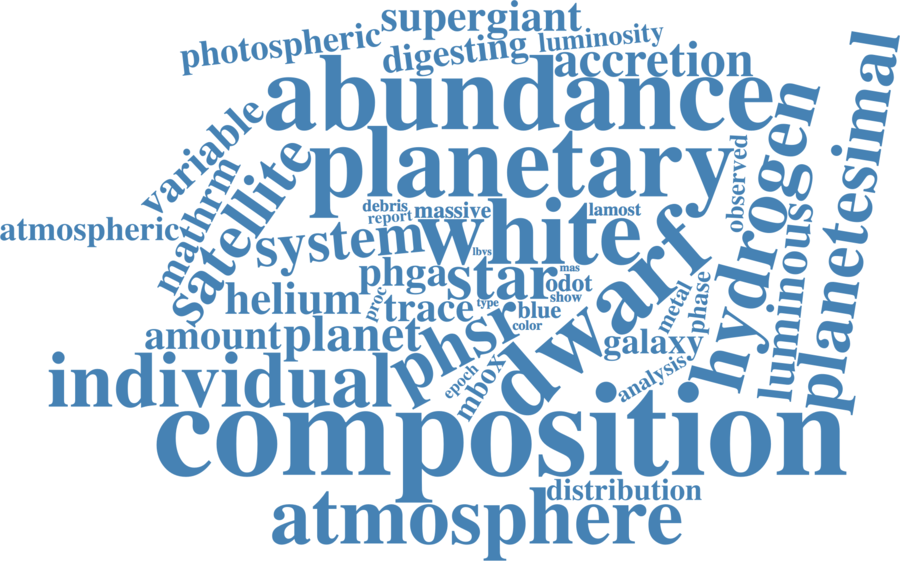 supergiant
photospheric
digesting
luminosity
accretion
abundance
planetesimal
hydrogen
variable
planetary
observed
satellite
mathrm
debris
report
massive
lamost
atmospheric
system
white
dwarf
luminous
lbvs
phga
star
mas
odot
show
helium
proc
trace
type
blue
color
metal
phase
amount
planet
phsr
galaxy
individual
epoch
mbox
analysis
composition
distribution
atmosphere